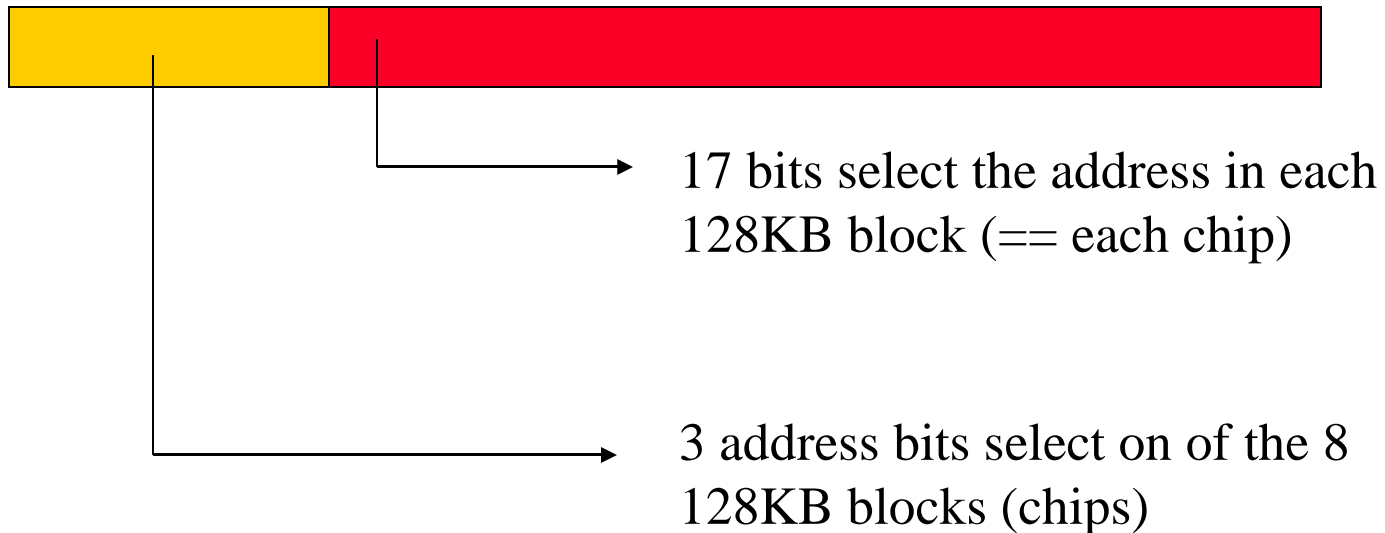 17 bits select the address in each
128KB block (== each chip)
3 address bits select on of the 8
128KB blocks (chips)